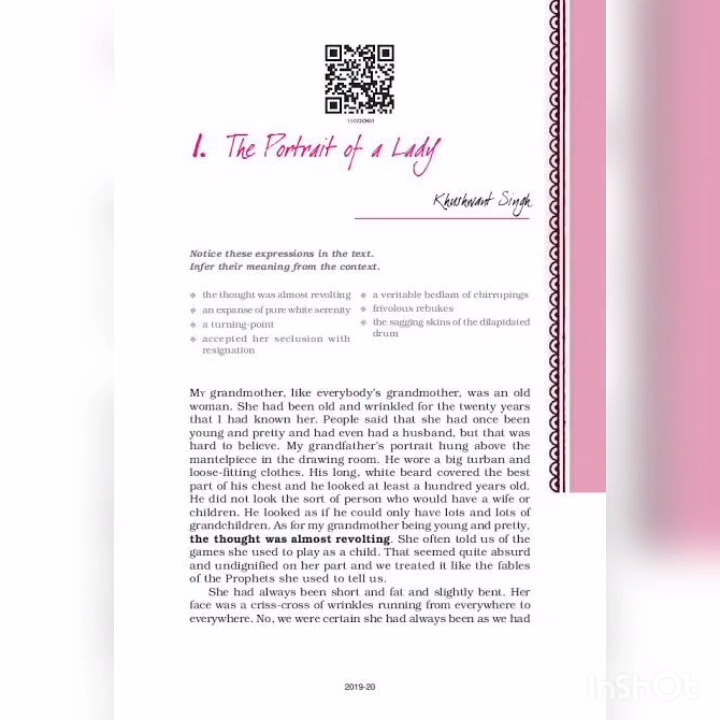 1. The Portrait of a Lady
Khushwant Singh
Notice these expressions in the text.
Infer their meaning from the context.
the thought was almost revolting
an expanse of pure white serenity
a turning-point
accepted her seclusion with
resignation
a veritable bedlam of chirrupings
frivolous rebukes
the sagging skins of the dilapidated
drum
My grandmother, like everybody's grandmother, was an old
woman. She had been old and wrinkled for the twenty years
that I had known her. People said that she had once been
young and pretty and had even had a husband, but that was
hard to believe. My grandfather's portrait hung above the
mantelpiece in the drawing room. He wore a big turban and
loose-fitting clothes. His long, white beard covered the best
part of his chest and he looked at least a hundred years old.
He did not look the sort of person who would have a wife or
children. He looked as if he could only have lots and lots of
grandchildren. As for my grandmother being young and pretty,
the thought was almost revolting. She often told us of the
games she used to play as a child. That seemed quite absurd
and undignified on her part and we treated it like the fables
of the Prophets she used to tell us.
She had always been short and fat and slightly bent. Her
face was a criss-cross of wrinkles running from everywhere to
everywhere. No, we were certain she had always been as we had
2019-20
InShOt